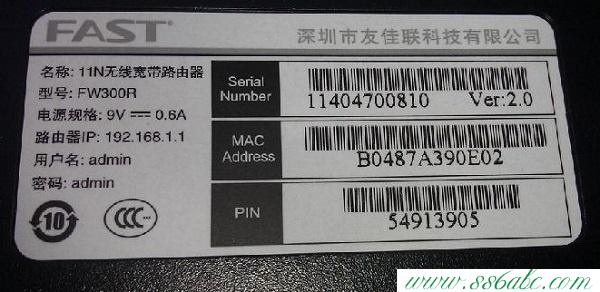 FAST® 深圳市友佳联科技有限公司
名称: 11N无线宽带路由器
型号: FW300R
电源规格: 9V 0.6A
路由器IP: 192.168.1.1
用户名: admin
密码: admin
10
CCC
Serial Number
11404700810 Ver:2.0
MAC Address
B0487A390E02
PIN
54913905
www.886abc.com